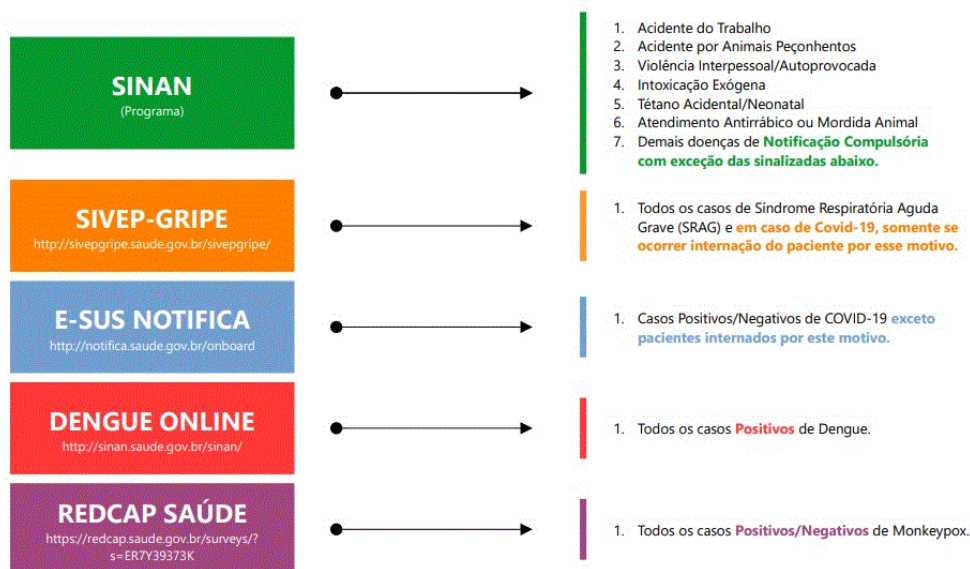 SINAN
(Programa)
1. Acidente do Trabalho
2. Acidente por Animais Peçonhentos
3. Violência Interpessoal/Autoprovocada
4. Intoxicação Exógena
5. Tétano Acidental/Neonatal
6. Atendimento Antirrábico ou Mordida Animal
7. Demais doenças de Notificação Compulsória
com exceção das sinalizadas abaixo.
SIVEP-GRIPE
http://sivepgripe.saude.gov.br/sivepgripe/
1. Todos os casos de Síndrome Respiratória Aguda
Grave (SRAG) e em caso de Covid-19, somente se
ocorrer internação do paciente por esse motivo.
E-SUS NOTIFICA
http://notifica.saude.gov.br/onboard
1. Casos Positivos/Negativos de COVID-19 exceto
pacientes internados por este motivo.
DENGUE ONLINE
http://sinan.saude.gov.br/sinan/
1. Todos os casos Positivos de Dengue.
REDCAP SAÚDE
https://redcap.saude.gov.br/surveys/?
s=ER7Y39373K
1. Todos os casos Positivos/Negativos de Monkeypox.